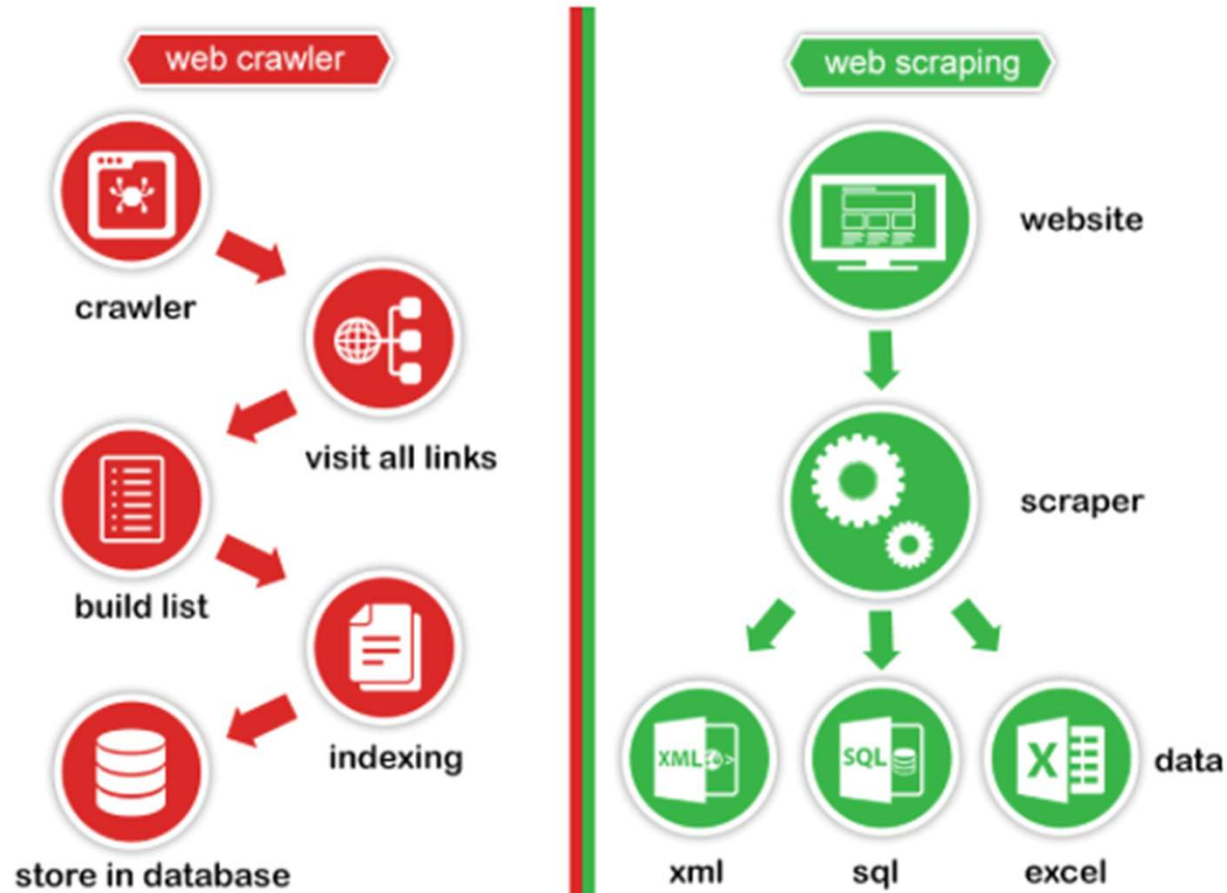 web crawler
crawler
visit all links
build list
indexing
store in database
web scraping
website
scraper
XML
SQL
X
data
xml
sql
excel